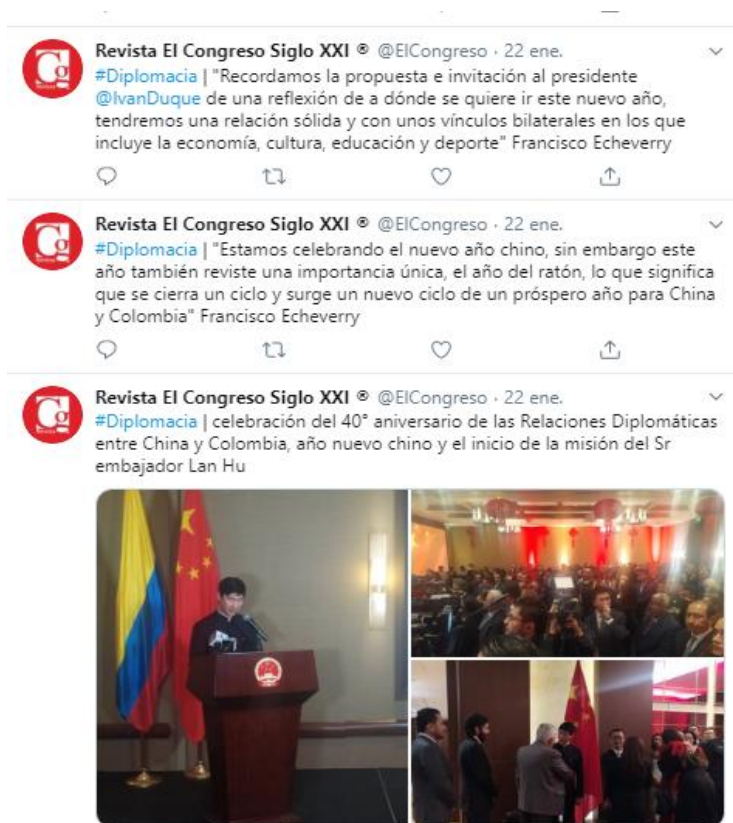 Revista El Congreso Siglo XXI ® @ElCongreso · 22 ene.
#Diplomacia | "Recordamos la propuesta e invitación al presidente
@IvanDuque de una reflexión de a dónde se quiere ir este nuevo año,
tendremos una relación sólida y con unos vínculos bilaterales en los que
incluye la economía, cultura, educación y deporte" Francisco Echeverry
Revista El Congreso Siglo XXI ® @ElCongreso · 22 ene.
#Diplomacia | "Estamos celebrando el nuevo año chino, sin embargo este
año también reviste una importancia única, el año del ratón, lo que significa
que se cierra un ciclo y surge un nuevo ciclo de un próspero año para China
y Colombia" Francisco Echeverry
Revista El Congreso Siglo XXI ® @ElCongreso · 22 ene.
#Diplomacia | celebración del 40° aniversario de las Relaciones Diplomáticas
entre China y Colombia, año nuevo chino y el inicio de la misión del Sr
embajador Lan Hu